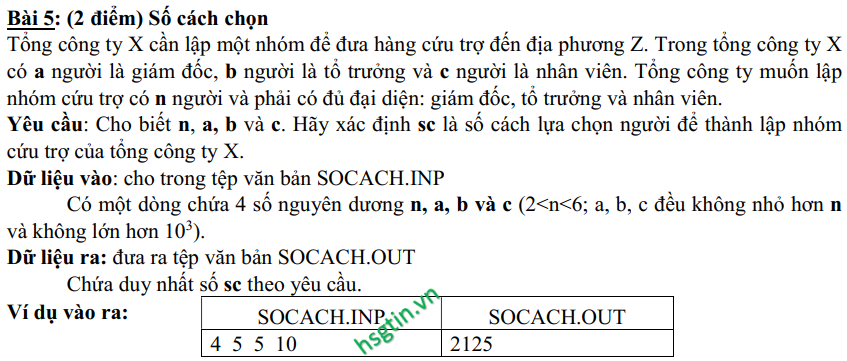 Bài 5: (2 điểm) Số cách chọn
Tổng công ty X cần lập một nhóm để đưa hàng cứu trợ đến địa phương Z. Trong tổng công ty X
có a người là giám đốc, b người là tổ trưởng và c người là nhân viên. Tổng công ty muốn lập
nhóm cứu trợ có n người và phải có đủ đại diện: giám đốc, tổ trưởng và nhân viên.
Yêu cầu: Cho biết n, a, b và c. Hãy xác định sc là số cách lựa chọn người để thành lập nhóm
cứu trợ của tổng công ty X.
Dữ liệu vào: cho trong tệp văn bản SOCACH.INP
Có một dòng chứa 4 số nguyên dương n, a, b và c (2<n<6; a, b, c đều không nhỏ hơn n
và không lớn hơn 10³).
Dữ liệu ra: đưa ra tệp văn bản SOCACH.OUT
Chứa duy nhất số sc theo yêu cầu.
Ví dụ vào ra:
SOCACH.INP SOCACH.OUT
4 5 5 10 2125
hsgtin.vn